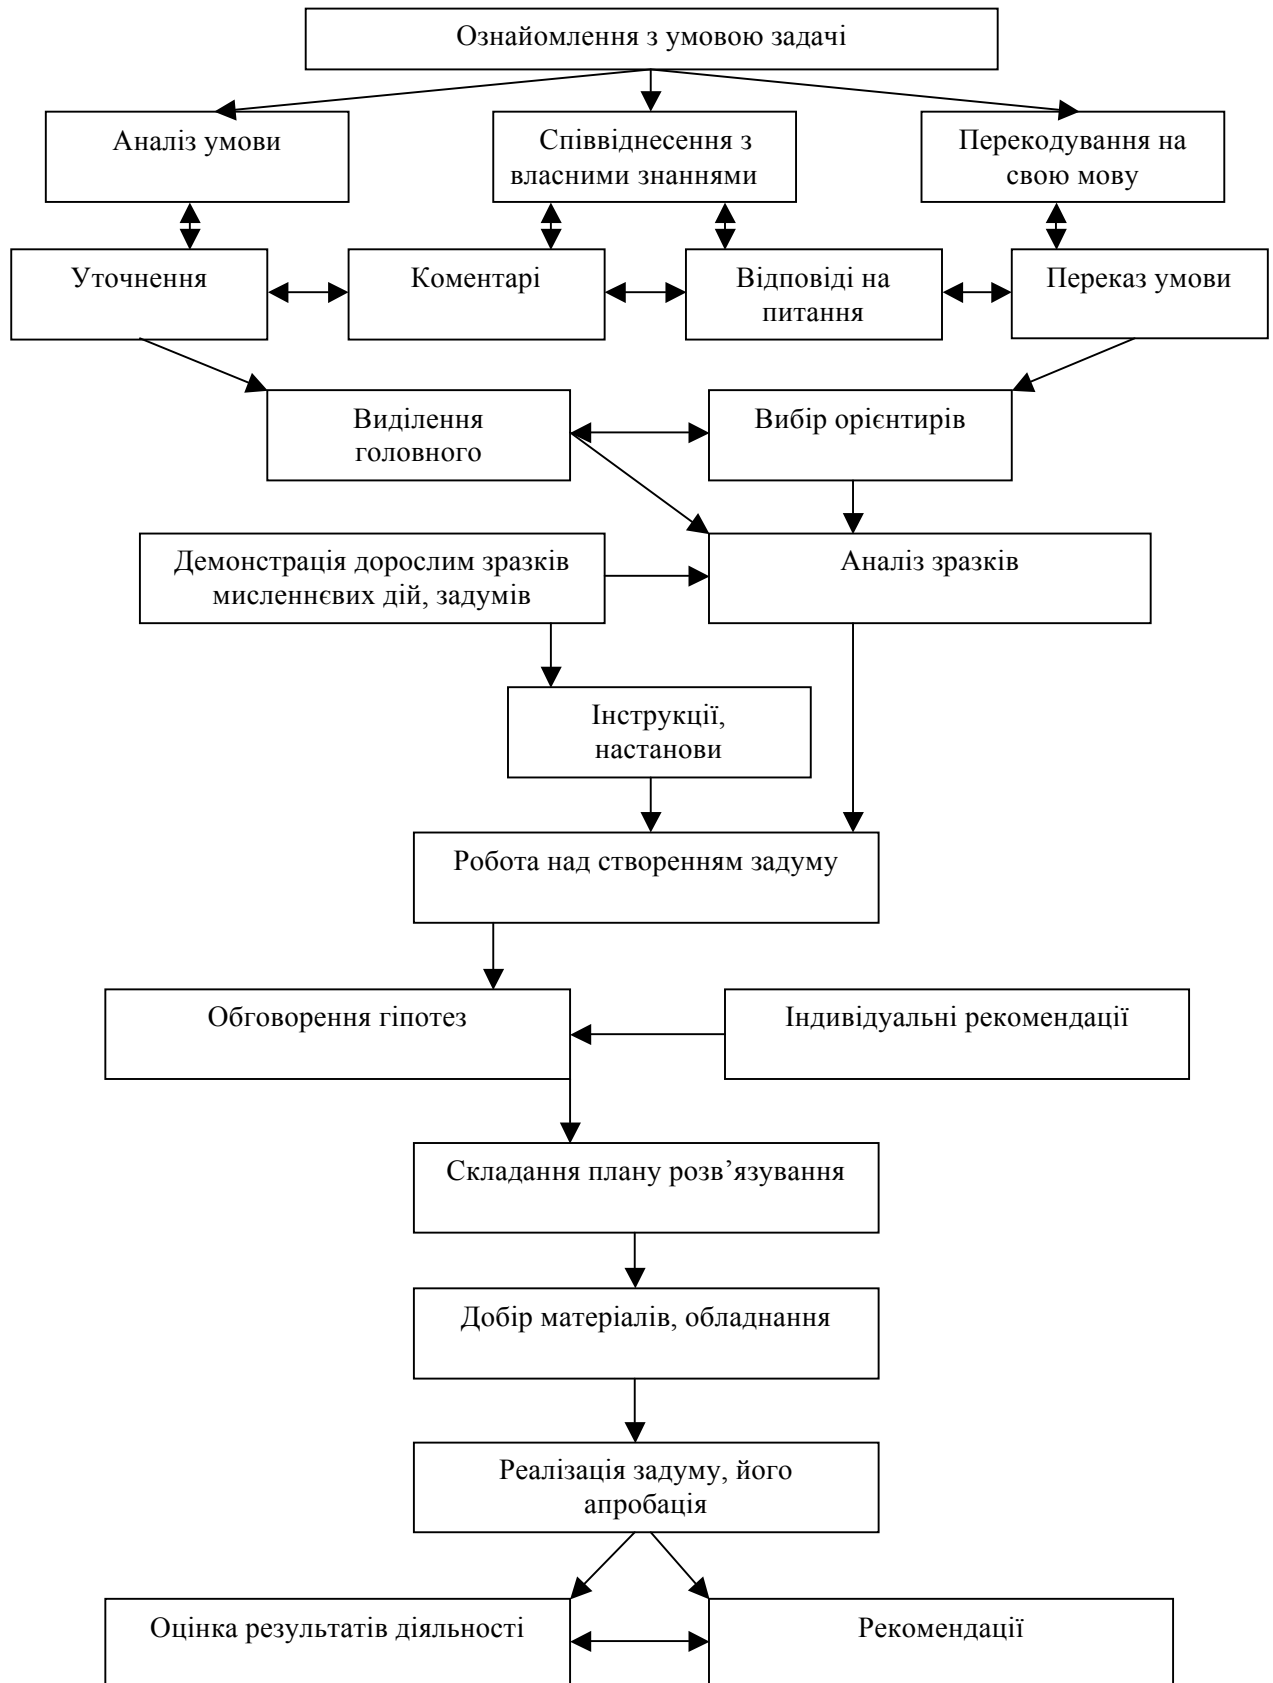 Ознайомлення з умовою задачі
Аналіз умови
Співвіднесення з
власними знаннями
Перекодування на
свою мову
Уточнення
Коментарі
Відповіді на
питання
Переказ умови
Виділення
головного
Вибір орієнтирів
Демонстрація дорослим зразків
мисленнєвих дій, задумів
Аналіз зразків
Інструкції,
настанови
Робота над створенням задуму
Обговорення гіпотез
Індивідуальні рекомендації
Складання плану розв’язування
Добір матеріалів, обладнання
Реалізація задуму, його
апробація
Оцінка результатів діяльності
Рекомендації